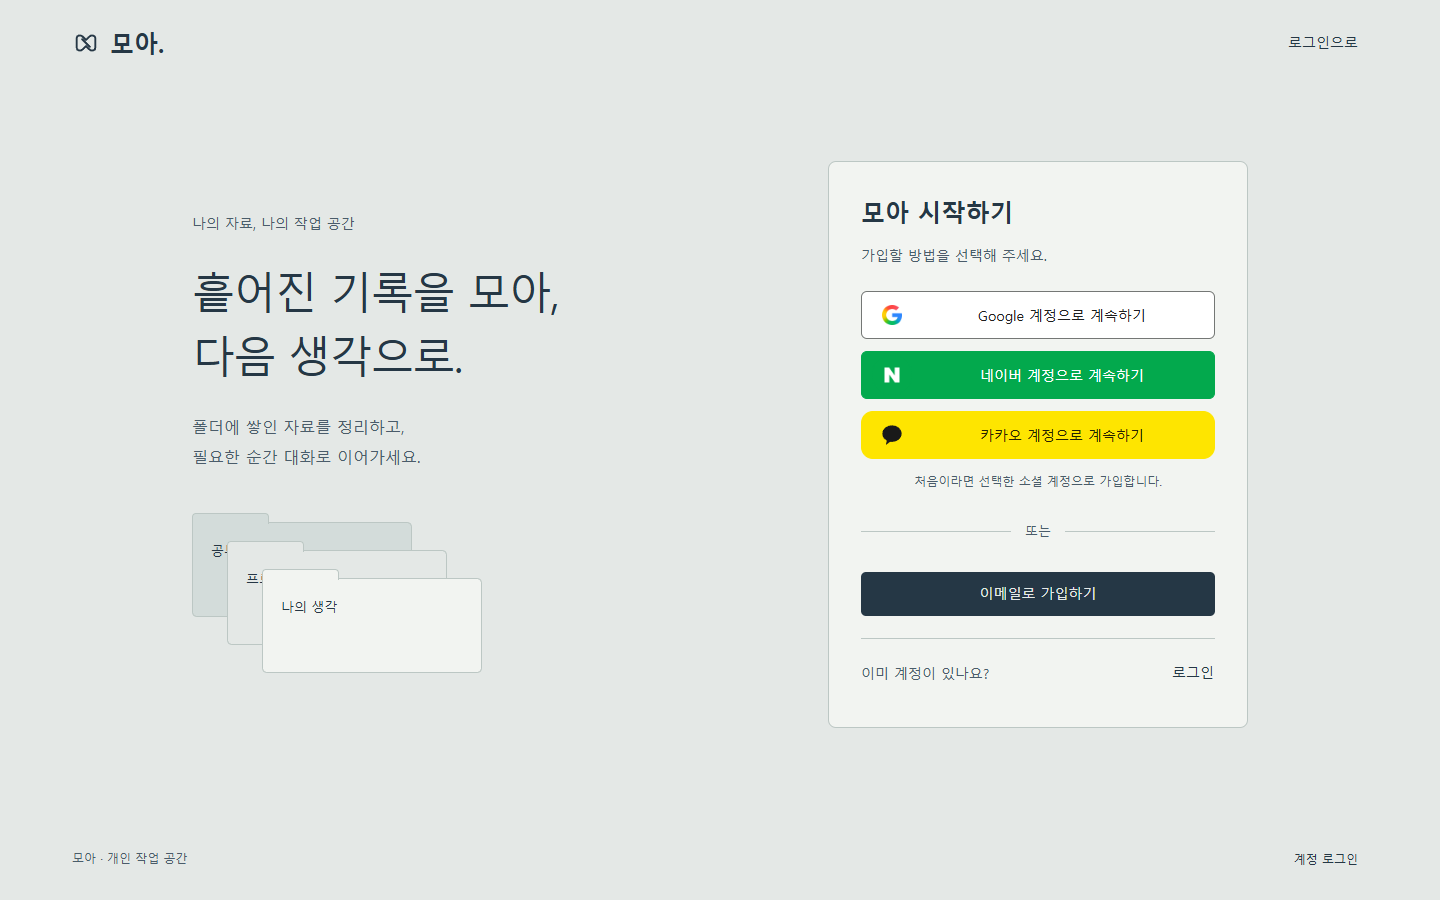 모아.
로그인으로
나의 자료, 나의 작업 공간
흩어진 기록을 모아,
다음 생각으로.
폴더에 쌓인 자료를 정리하고,
필요한 순간 대화로 이어가세요.
나의 생각
모아 시작하기
가입할 방법을 선택해 주세요.
Google 계정으로 계속하기
네이버 계정으로 계속하기
카카오 계정으로 계속하기
처음이라면 선택한 소셜 계정으로 가입합니다.
또는
이메일로 가입하기
이미 계정이 있나요?
로그인
모아 · 개인 작업 공간
계정 로그인